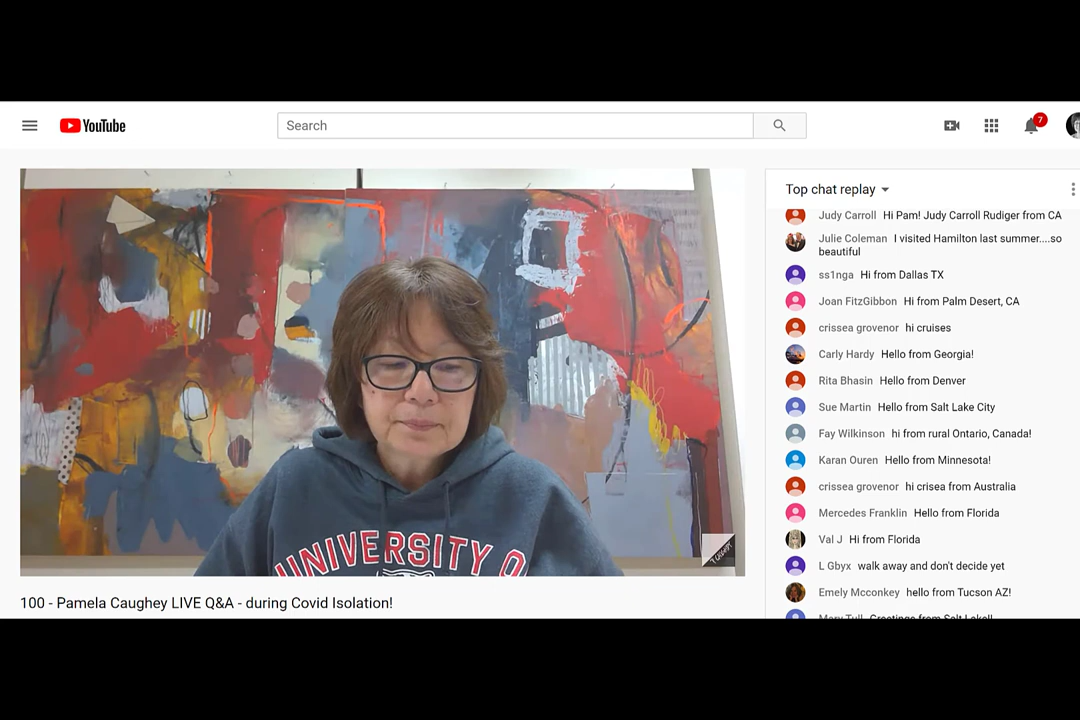 YouTube
Search
7
Top chat replay
Judy Carroll Hi Pam! Judy Carroll Rudiger from CA
Julie Coleman I visited Hamilton last summer....so
beautiful
ss1nga Hi from Dallas TX
Joan FitzGibbon Hi from Palm Desert, CA
crissea grovenor hi cruises
Carly Hardy Hello from Georgia!
Rita Bhasin Hello from Denver
Sue Martin Hello from Salt Lake City
Fay Wilkinson hi from rural Ontario, Canada!
Karan Ouren Hello from Minnesota!
crissea grovenor hi crisea from Australia
Mercedes Franklin Hello from Florida
Val J Hi from Florida
L Gbyx walk away and don't decide yet
Emely Mcconkey hello from Tucson AZ!
Mary Tull Greetings from Salt
UNIVERSITY O
100 - Pamela Caughey LIVE Q&A - during Covid Isolation!